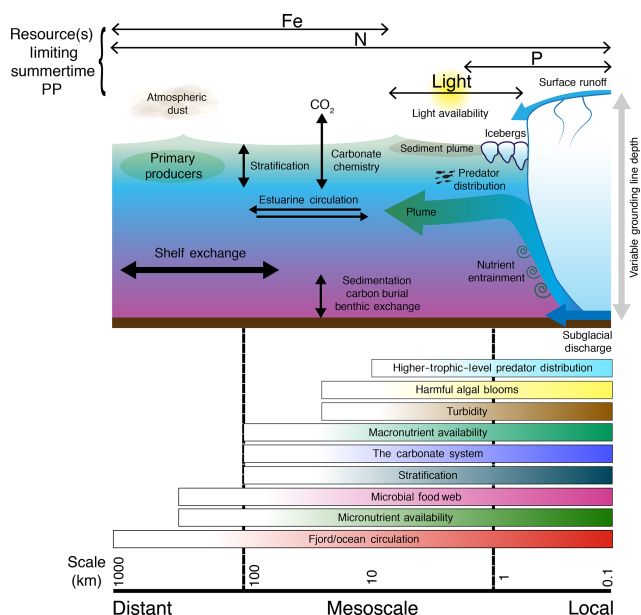 Resource(s)
limiting
summertime
PP
Fe
N
P
Light
Light availability
Surface runoff
Atmospheric
dust
CO2
Icebergs
Primary
producers
Stratification
Carbonate
chemistry
Sediment plume
Predator
distribution
Estuarine circulation
Plume
Shelf exchange
Nutrient
entrainment
Sedimentation
carbon burial
benthic exchange
Variable grounding line depth
Subglacial
discharge
Higher-trophic-level predator distribution
Harmful algal blooms
Turbidity
Macronutrient availability
The carbonate system
Stratification
Microbial food web
Micronutrient availability
Fjord/ocean circulation
Scale
(km)
1000
100
10
1
0.1
Distant
Mesoscale
Local